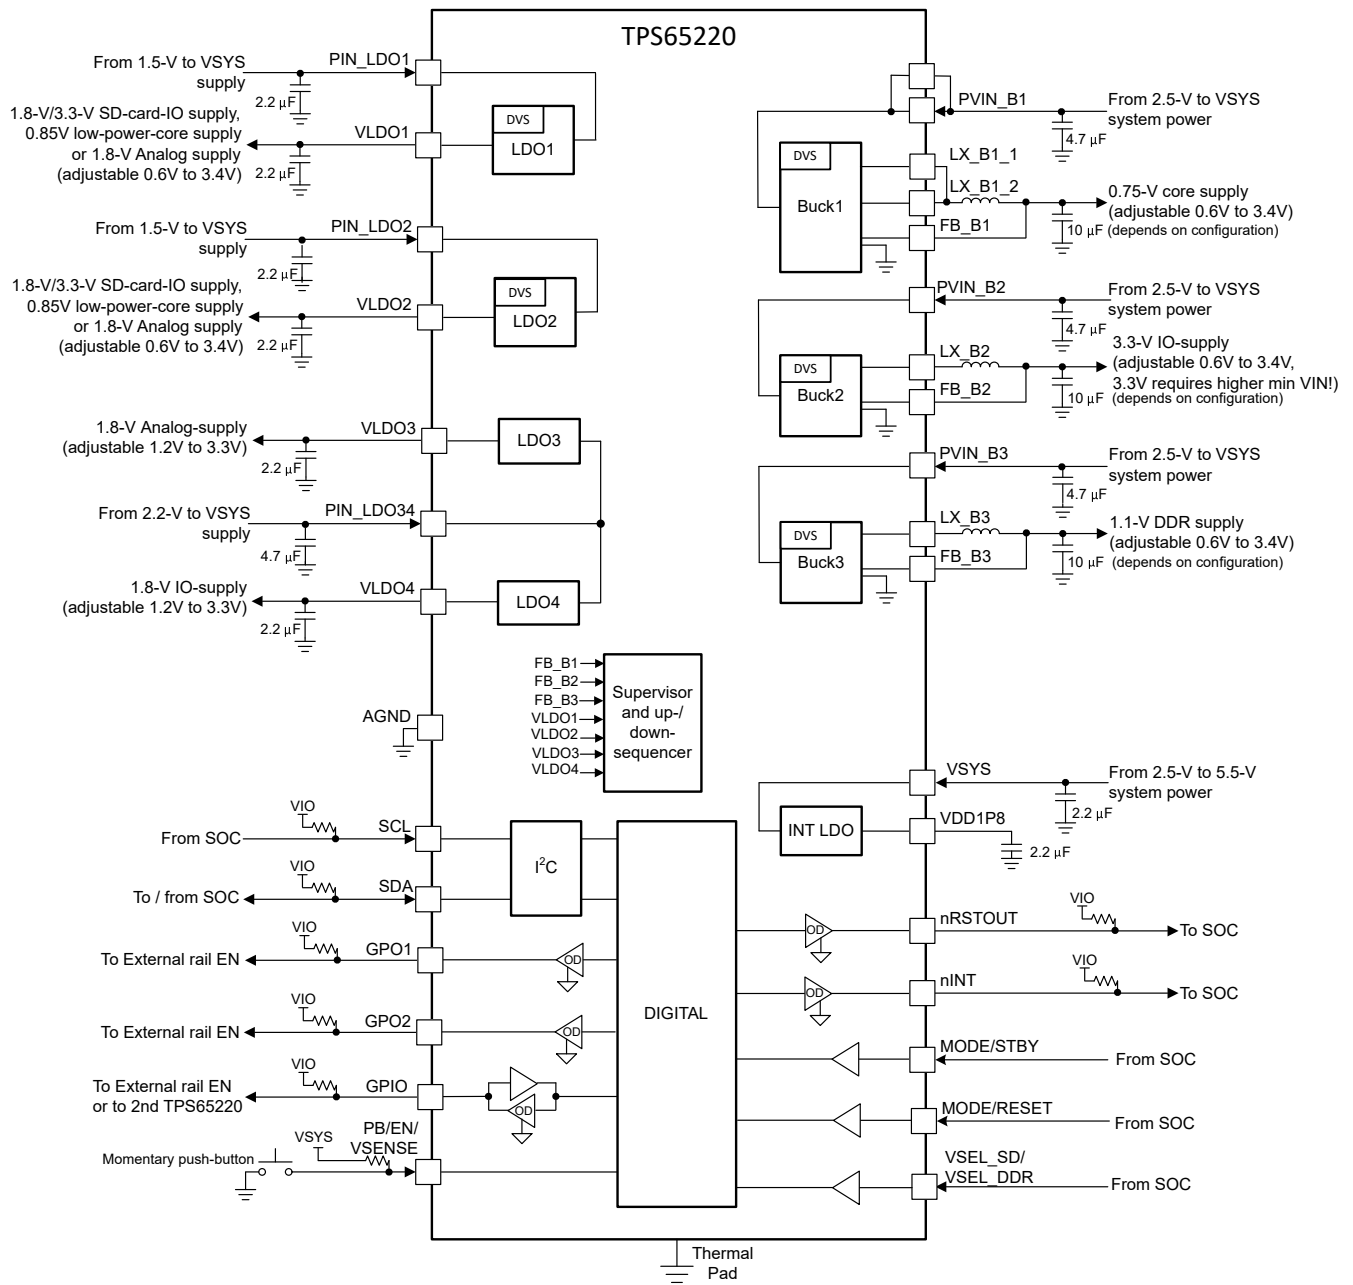 TPS65220
From 1.5-V to VSYS
supply
PIN_LDO1
2.2 μF
1.8-V/3.3-V SD-card-IO supply,
0.85V low-power-core supply
or 1.8-V Analog supply
(adjustable 0.6V to 3.4V)
VLDO1
2.2 μF
DVS
LDO1
From 1.5-V to VSYS
supply
PIN_LDO2
2.2 μF
1.8-V/3.3-V SD-card-IO supply,
0.85V low-power-core supply
or 1.8-V Analog supply
(adjustable 0.6V to 3.4V)
VLDO2
2.2 μF
DVS
LDO2
1.8-V Analog-supply
(adjustable 1.2V to 3.3V)
VLDO3
2.2 μF
LDO3
From 2.2-V to VSYS
supply
PIN_LDO34
4.7 μF
1.8-V IO-supply
(adjustable 1.2V to 3.3V)
VLDO4
2.2 μF
LDO4
PVIN_B1
From 2.5-V to VSYS
system power
4.7 μF
DVS
Buck1
LX_B1_1
LX_B1_2
FB_B1
0.75-V core supply
(adjustable 0.6V to 3.4V)
(depends on configuration)
10 μF
PVIN_B2
From 2.5-V to VSYS
system power
4.7 μF
DVS
Buck2
LX_B2
FB_B2
3.3-V IO-supply
(adjustable 0.6V to 3.4V,
3.3V requires higher min VIN!)
(depends on configuration)
10 μF
PVIN_B3
From 2.5-V to VSYS
system power
4.7 μF
DVS
Buck3
LX_B3
FB_B3
1.1-V DDR supply
(adjustable 0.6V to 3.4V)
(depends on configuration)
10 μF
FB_B1
FB_B2
FB_B3
VLDO1
VLDO2
VLDO3
VLDO4
Supervisor
and up-/
down-
sequencer
AGND
VSYS
From 2.5-V to 5.5-V
system power
2.2 μF
INT LDO
VDD1P8
2.2 μF
VIO
From SOC
SCL
VIO
To / from SOC
SDA
I2C
VIO
To External rail EN
GPO1
OD
VIO
To External rail EN
GPO2
OD
VIO
To External rail EN
or to 2nd TPS65220
GPIO
OD
Momentary push-button
VSYS
PB/EN/
VSENSE
DIGITAL
OD
nRSTOUT
VIO
To SOC
OD
nINT
VIO
To SOC
MODE/STBY
From SOC
MODE/RESET
From SOC
VSEL_SD/
VSEL_DDR
From SOC
Thermal
Pad